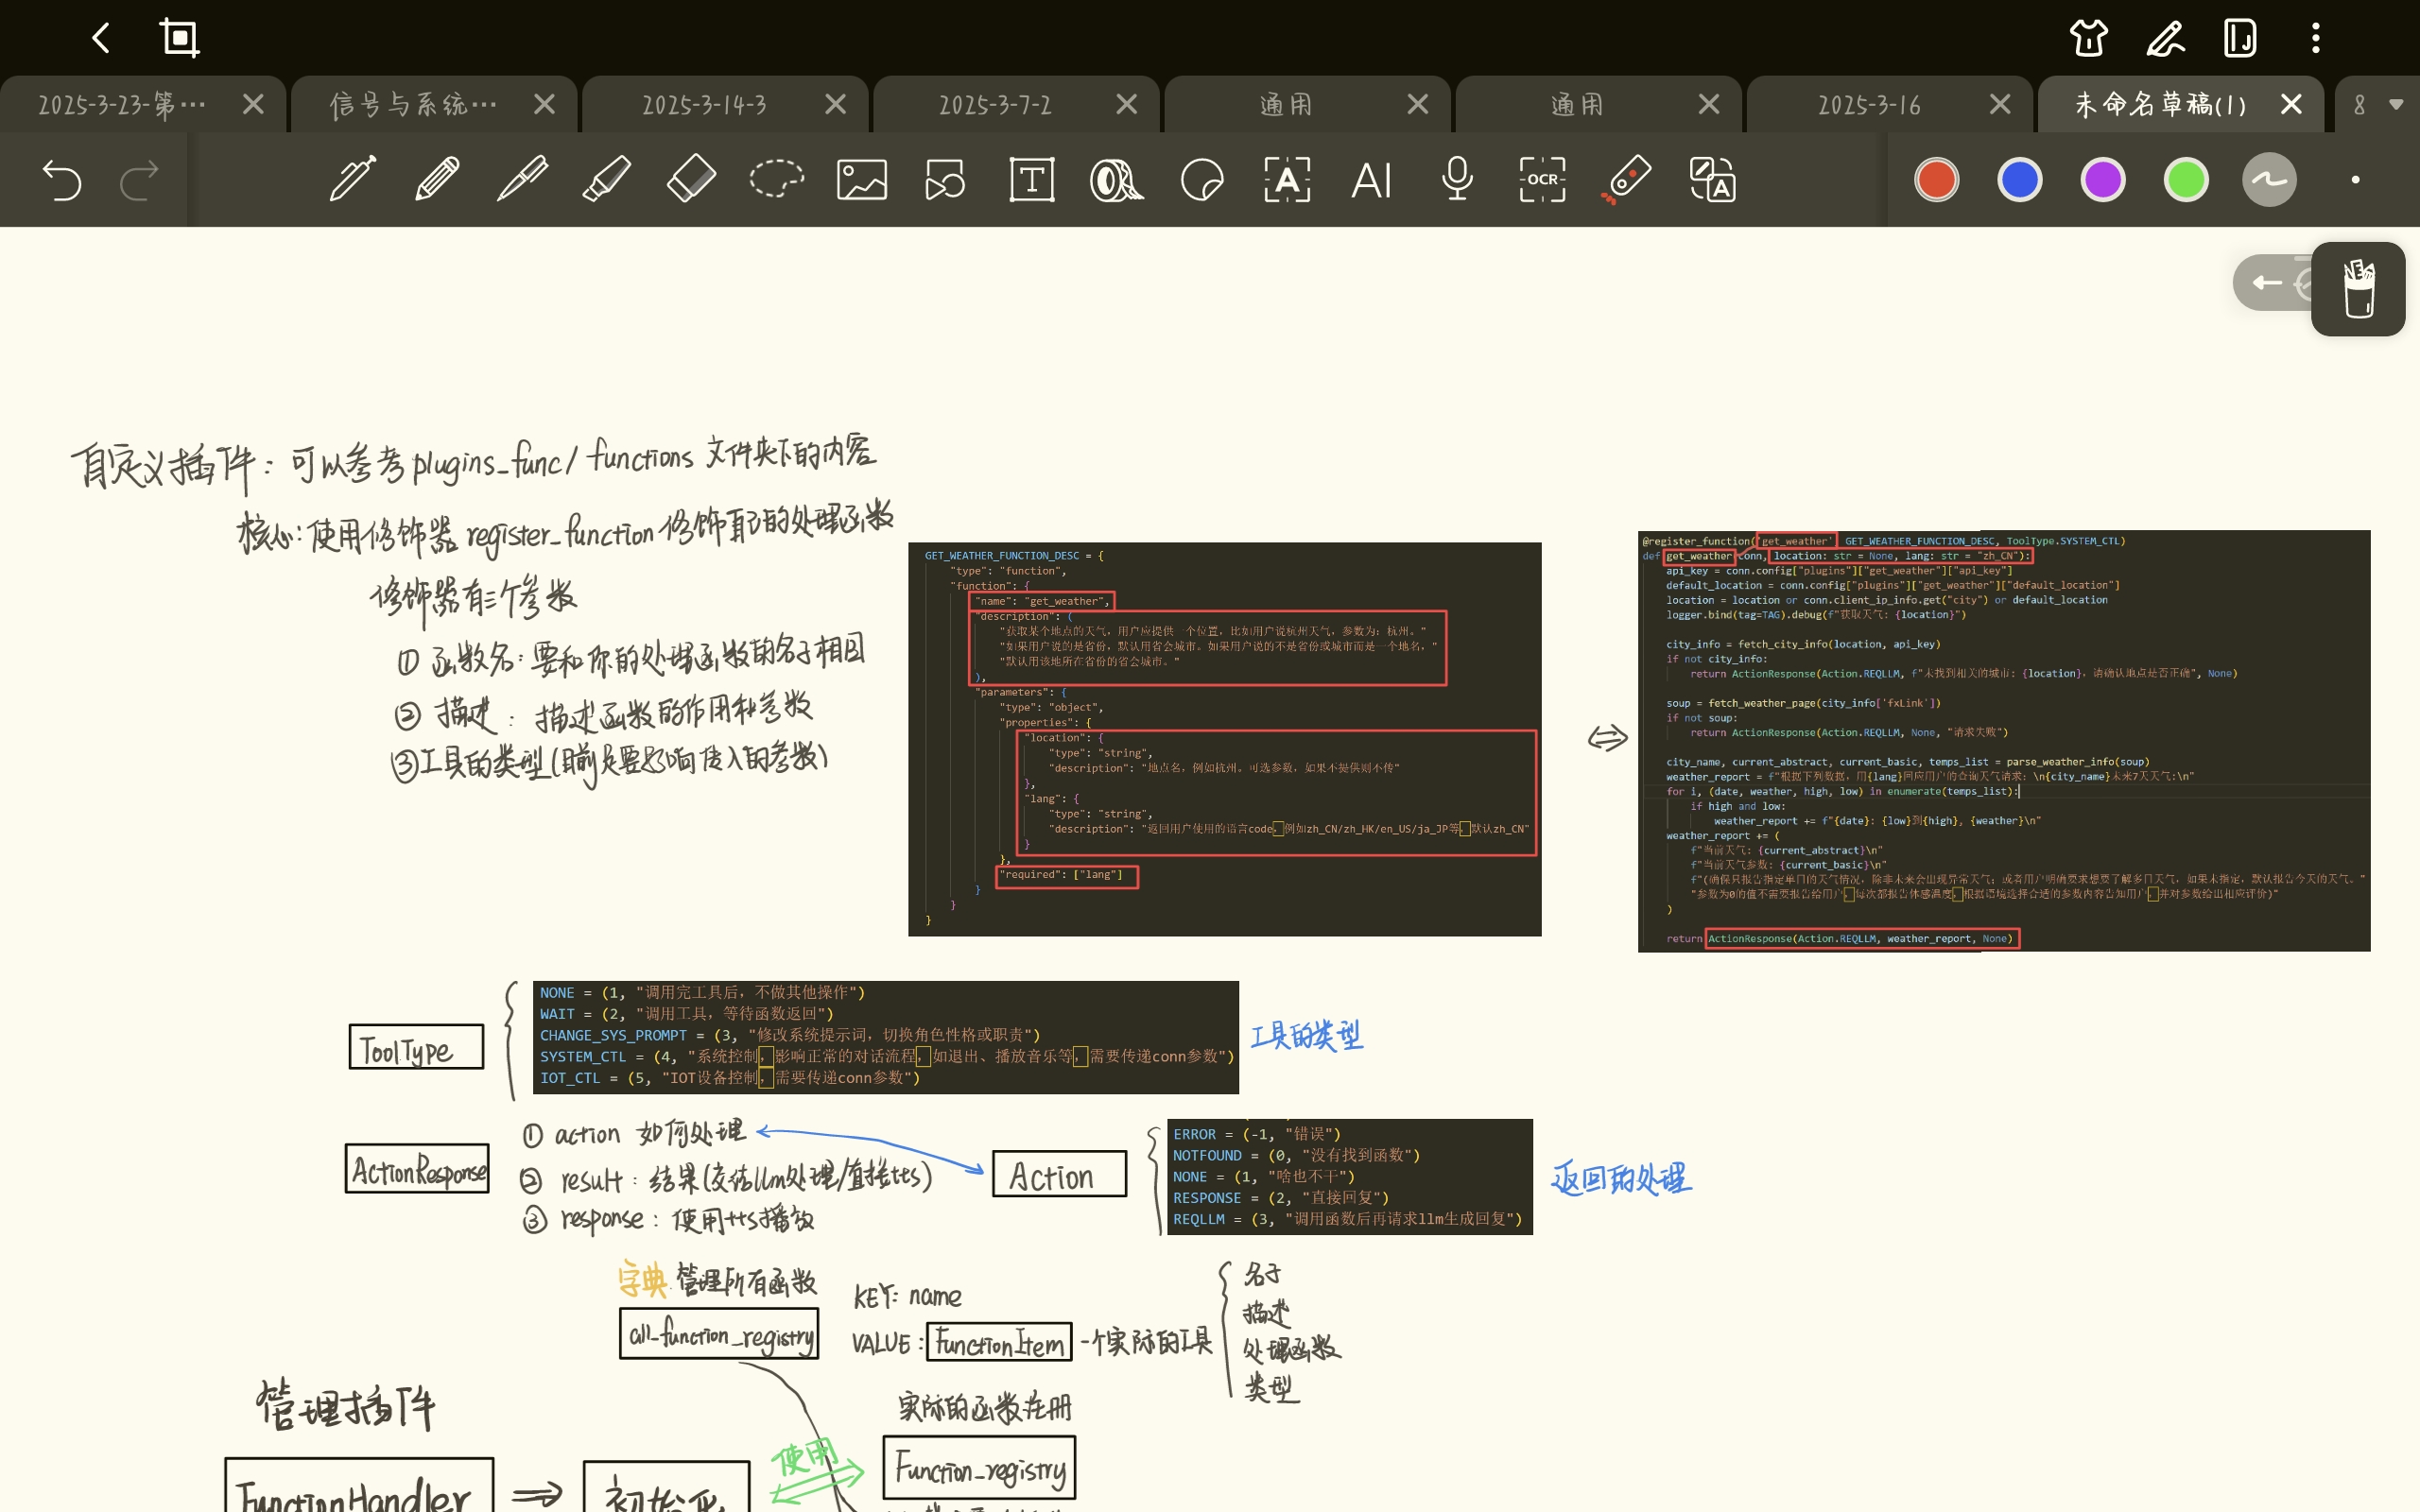 2025-3-23-第…
信号与系统…
2025-3-14-3
2025-3-7-2
通用
通用
2025-3-16
未命名草稿(1)
8
T
A
AI
OCR
A
自定义插件：可以参考 plugins_func/functions 文件夹下的内容
核心：使用修饰器 register_function 修饰自己的处理函数
修饰器有三个参数
① 函数名：要和你的处理函数的名字相同
② 描述：描述函数的作用和参数
③ 工具的类型(目前只要影响传入的参数)
GET_WEATHER_FUNCTION_DESC = {
"type": "function",
"function": {
"name": "get_weather",
"description": (
"获取某个地点的天气，用户应提供一个位置，比如用户说杭州天气，参数为：杭州。"
"如果用户说的是省份，默认用省会城市。如果用户说的不是省份或城市而是一个地名，"
"默认用该地所在省份的省会城市。"
),
"parameters": {
"type": "object",
"properties": {
"location": {
"type": "string",
"description": "地点名，例如杭州。可选参数，如果不提供则不传"
},
"lang": {
"type": "string",
"description": "返回用户使用的语言code，例如zh_CN/zh_HK/en_US/ja_JP等，默认zh_CN"
}
},
"required": ["lang"]
}
}
}
⇔
@register_function('get_weather', GET_WEATHER_FUNCTION_DESC, ToolType.SYSTEM_CTL)
def get_weather(conn, location: str = None, lang: str = "zh_CN"):
api_key = conn.config["plugins"]["get_weather"]["api_key"]
default_location = conn.config["plugins"]["get_weather"]["default_location"]
location = location or conn.client_ip_info.get("city") or default_location
logger.bind(tag=TAG).debug(f"获取天气: {location}")
city_info = fetch_city_info(location, api_key)
if not city_info:
return ActionResponse(Action.REQLLM, f"未找到相关的城市: {location}，请确认地点是否正确", None)
soup = fetch_weather_page(city_info['fxLink'])
if not soup:
return ActionResponse(Action.REQLLM, None, "请求失败")
city_name, current_abstract, current_basic, temps_list = parse_weather_info(soup)
weather_report = f"根据下列数据，用{lang}回应用户的查询天气请求：\n{city_name}未来7天天气:\n"
for i, (date, weather, high, low) in enumerate(temps_list):
if high and low:
weather_report += f"{date}: {low}到{high}, {weather}\n"
weather_report += (
f"当前天气: {current_abstract}\n"
f"当前天气参数: {current_basic}\n"
f"(确保只报告指定单日的天气情况，除非未来会出现异常天气；或者用户明确要求想要了解多日天气，如果未指定，默认报告今天的天气。"
"参数为0的值不需要报告给用户，每次都报告体感温度，根据语境选择合适的参数内容告知用户，并对参数给出相应评价)"
)
return ActionResponse(Action.REQLLM, weather_report, None)
ToolType
NONE = (1, "调用完工具后，不做其他操作")
WAIT = (2, "调用工具，等待函数返回")
CHANGE_SYS_PROMPT = (3, "修改系统提示词，切换角色性格或职责")
SYSTEM_CTL = (4, "系统控制，影响正常的对话流程，如退出、播放音乐等，需要传递conn参数")
IOT_CTL = (5, "IOT设备控制，需要传递conn参数")
工具的类型
ActionResponse
① action 如何处理
② result：结果(交给llm处理/直接tts)
③ response：使用tts播放
Action
ERROR = (-1, "错误")
NOTFOUND = (0, "没有找到函数")
NONE = (1, "啥也不干")
RESPONSE = (2, "直接回复")
REQLLM = (3, "调用函数后再请求llm生成回复")
返回的处理
字典 管理所有函数
all_function_registry
KEY: name
VALUE: FunctionItem 一个实际的工具
名字
描述
处理函数
类型
管理插件
实际的函数注册
FunctionHandler ⇒ 初始化
使用
Function_registry